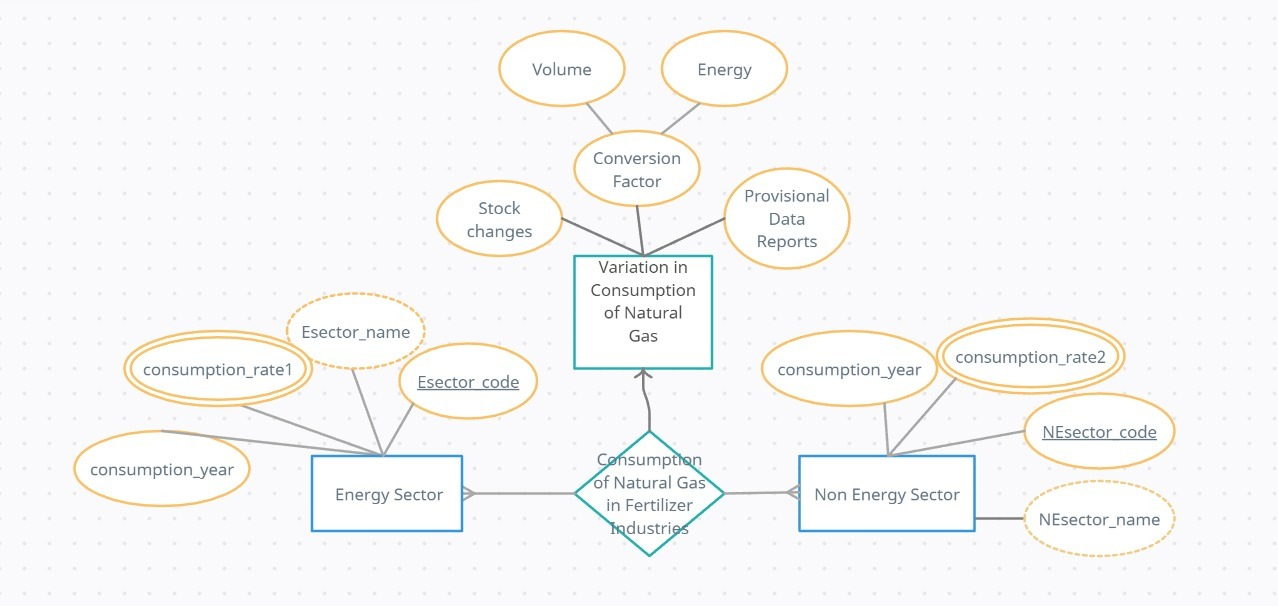 Volume
Energy
Conversion
Factor
Stock
changes
Provisional
Data
Reports
Variation in
Consumption
of Natural
Gas
Esector_name
consumption_rate1
Esector_code
consumption_year
Energy Sector
Consumption
of Natural Gas
in Fertilizer
Industries
consumption_year
consumption_rate2
NEsector_code
Non Energy Sector
NEsector_name